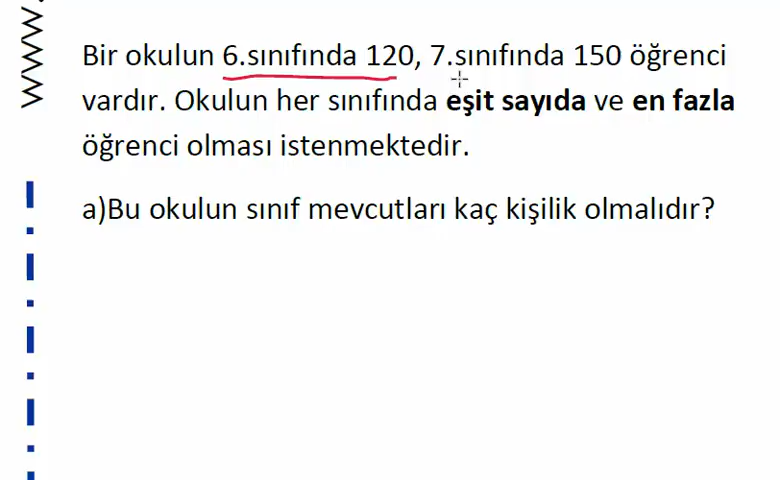 WWW.
Bir okulun 6.sınıfında 120, 7.sınıfında 150 öğrenci
vardır. Okulun her sınıfında eşit sayıda ve en fazla
öğrenci olması istenmektedir.
a)Bu okulun sınıf mevcutları kaç kişilik olmalıdır?